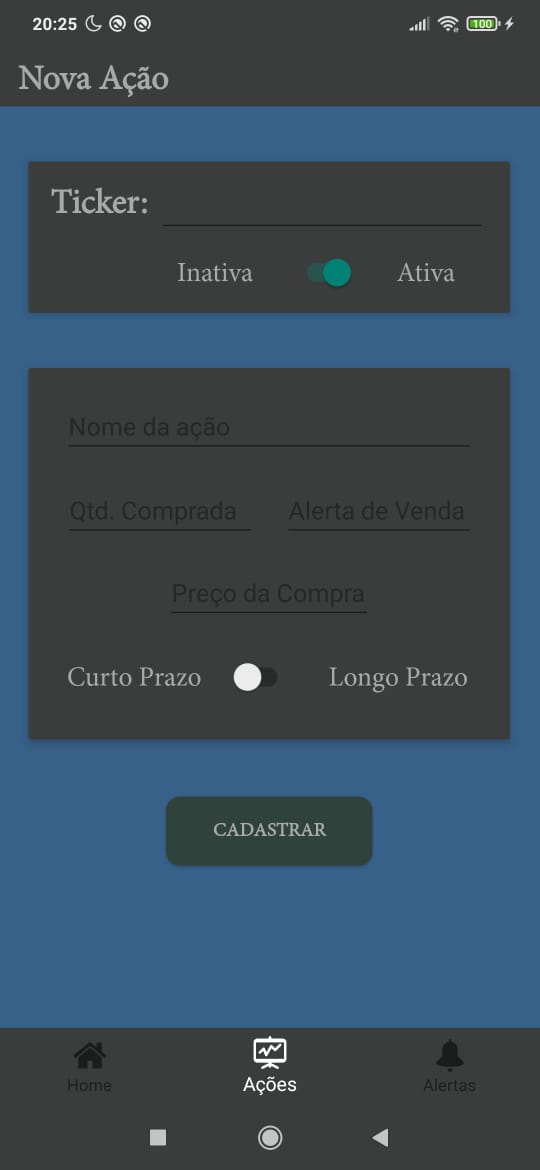 20:25
100
Nova Ação
Ticker:
Inativa Ativa
Nome da ação
Qtd. Comprada Alerta de Venda
Preço da Compra
Curto Prazo Longo Prazo
CADASTRAR
Home Ações Alertas